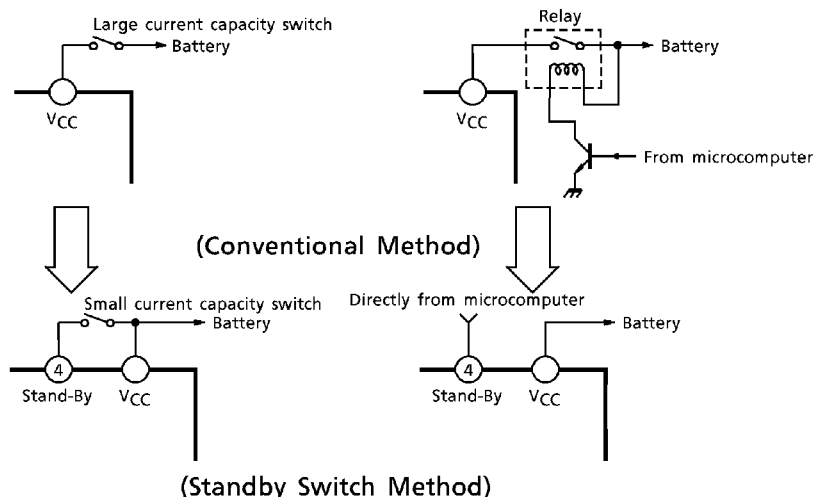 Large current capacity switch
Battery
VCC
Relay
Battery
VCC
From microcomputer
(Conventional Method)
Small current capacity switch
Battery
4
Stand-By
VCC
Directly from microcomputer
Battery
4
Stand-By
VCC
(Standby Switch Method)